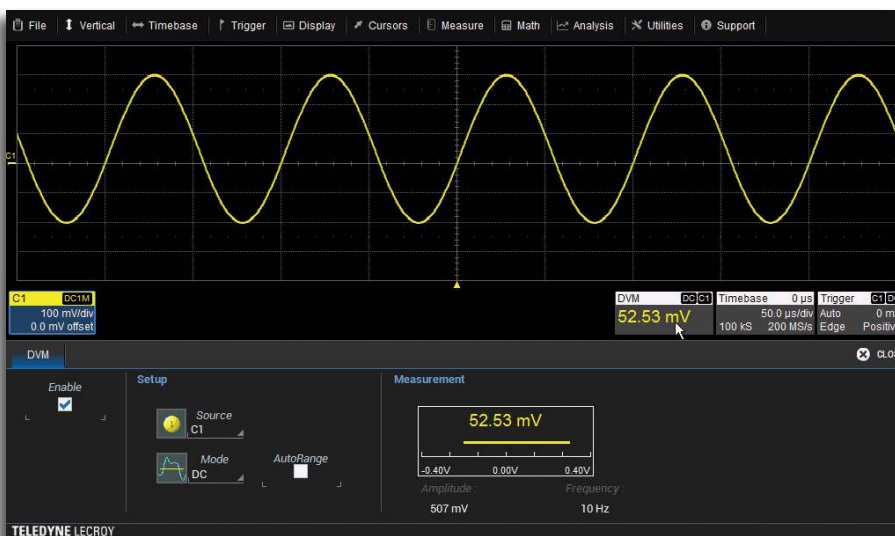 File Vertical Timebase Trigger Display Cursors Measure Math Analysis Utilities Support
C1
C1 DC1M
100 mV/div
0.0 mV offset
DVM DC C1
52.53 mV
Timebase 0 µs
50.0 µs/div
100 kS 200 MS/s
Trigger C1 D
Auto 0 m
Edge Positiv
DVM
CLOS
Enable
Setup
Source
C1
Mode
DC
AutoRange
Measurement
52.53 mV
-0.40V 0.00V 0.40V
Amplitude : Frequency :
507 mV 10 Hz
TELEDYNE LECROY